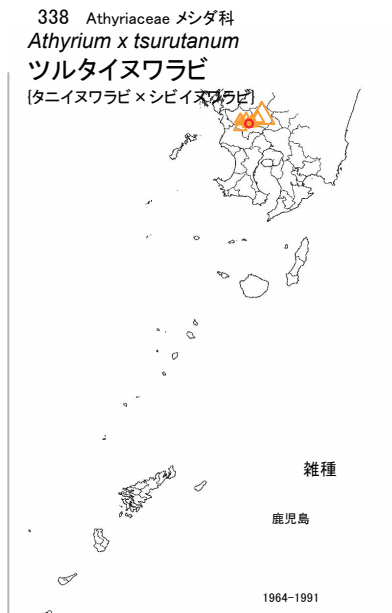 338 Athyriaceae メシダ科
Athyrium x tsurutanum
ツルタイヌワラビ
{タニイヌワラビ × シビイヌワラビ}
雑種
鹿児島
1964-1991